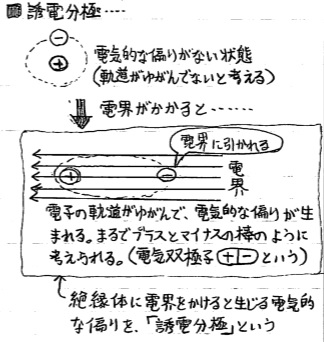 誘電分極‥‥
−
+
電気的な偏りがない状態
(軌道がゆがんでないと考える)
電界がかかると‥‥‥
電界に引かれる
電界
+
−
電子の軌道がゆがんで、電気的な偏りが生
まれる。まるでプラスとマイナスの棒のように
考えられる。(電気双極子+−という)
絶縁体に電界をかけると生じる電気的
な偏りを、「誘電分極」という